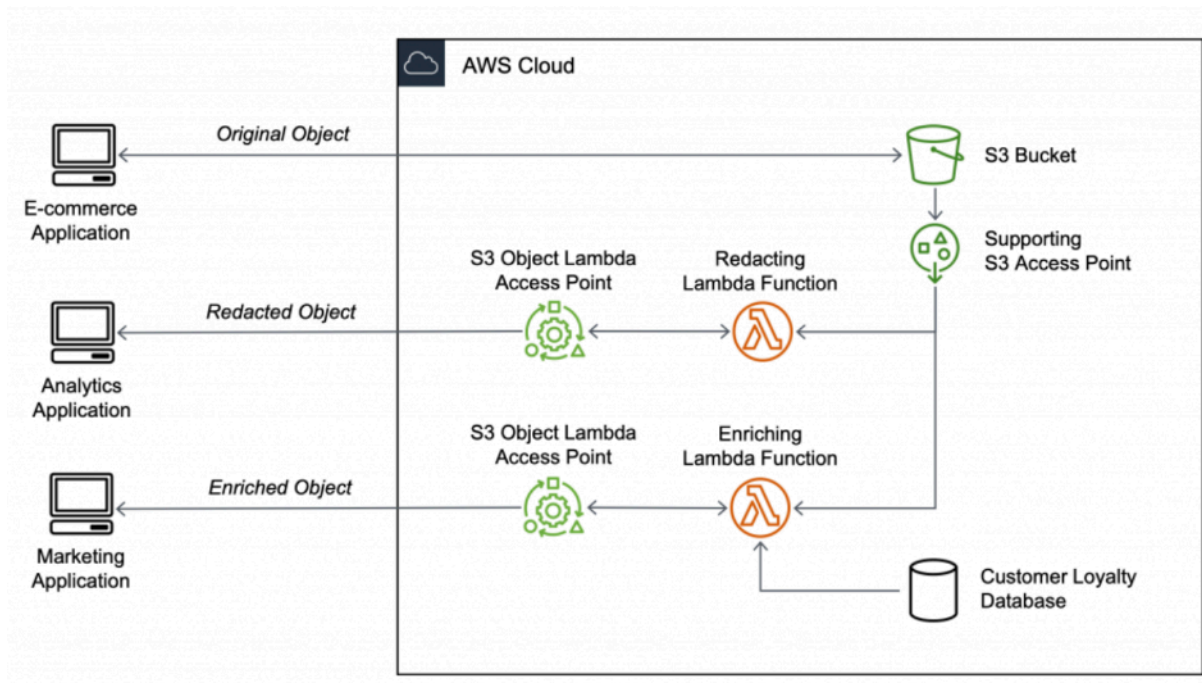 AWS Cloud
Original Object
S3 Bucket
E-commerce
Application
Supporting
S3 Access Point
S3 Object Lambda
Access Point
Redacting
Lambda Function
Redacted Object
Analytics
Application
S3 Object Lambda
Access Point
Enriching
Lambda Function
Enriched Object
Marketing
Application
Customer Loyalty
Database